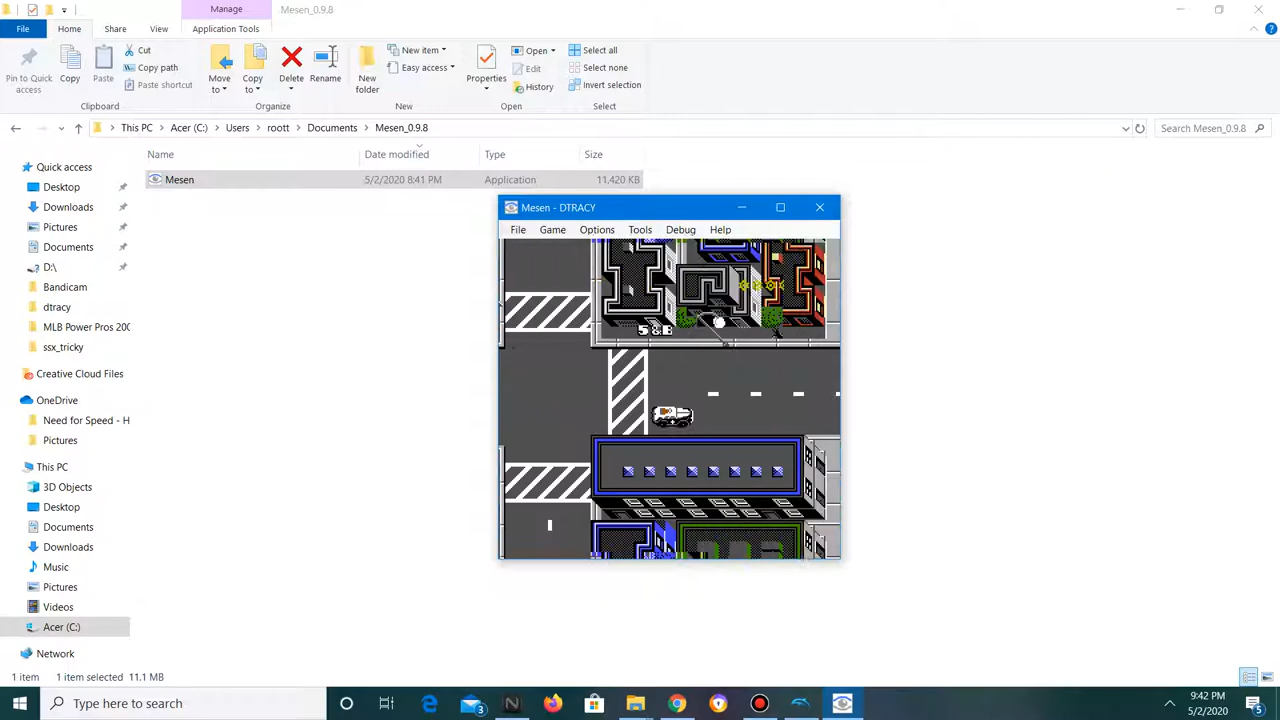 Manage
Mesen_0.9.8
File
Home
Share
View
Application Tools
Pin to Quick access
Copy
Paste
Cut
Copy path
Paste shortcut
Clipboard
Move to
Copy to
Delete
Rename
Organize
New folder
New item
Easy access
New
Properties
Open
Edit
History
Open
Select all
Select none
Invert selection
Select
This PC
Acer (C:)
Users
roott
Documents
Mesen_0.9.8
Search Mesen_0.9.8
Name
Date modified
Type
Size
Mesen
5/2/2020 8:41 PM
Application
11,420 KB
Quick access
Desktop
Downloads
Pictures
Documents
D:\
Bandicam
dtracy
MLB Power Pros 200
ssx_tricky
Creative Cloud Files
OneDrive
Need for Speed - H
Pictures
This PC
3D Objects
Desktop
Documents
Downloads
Music
Pictures
Videos
Acer (C:)
Network
Mesen - DTRACY
File
Game
Options
Tools
Debug
Help
1 item
1 item selected 11.1 MB
Type here to search
3
9:42 PM
5/2/2020
5